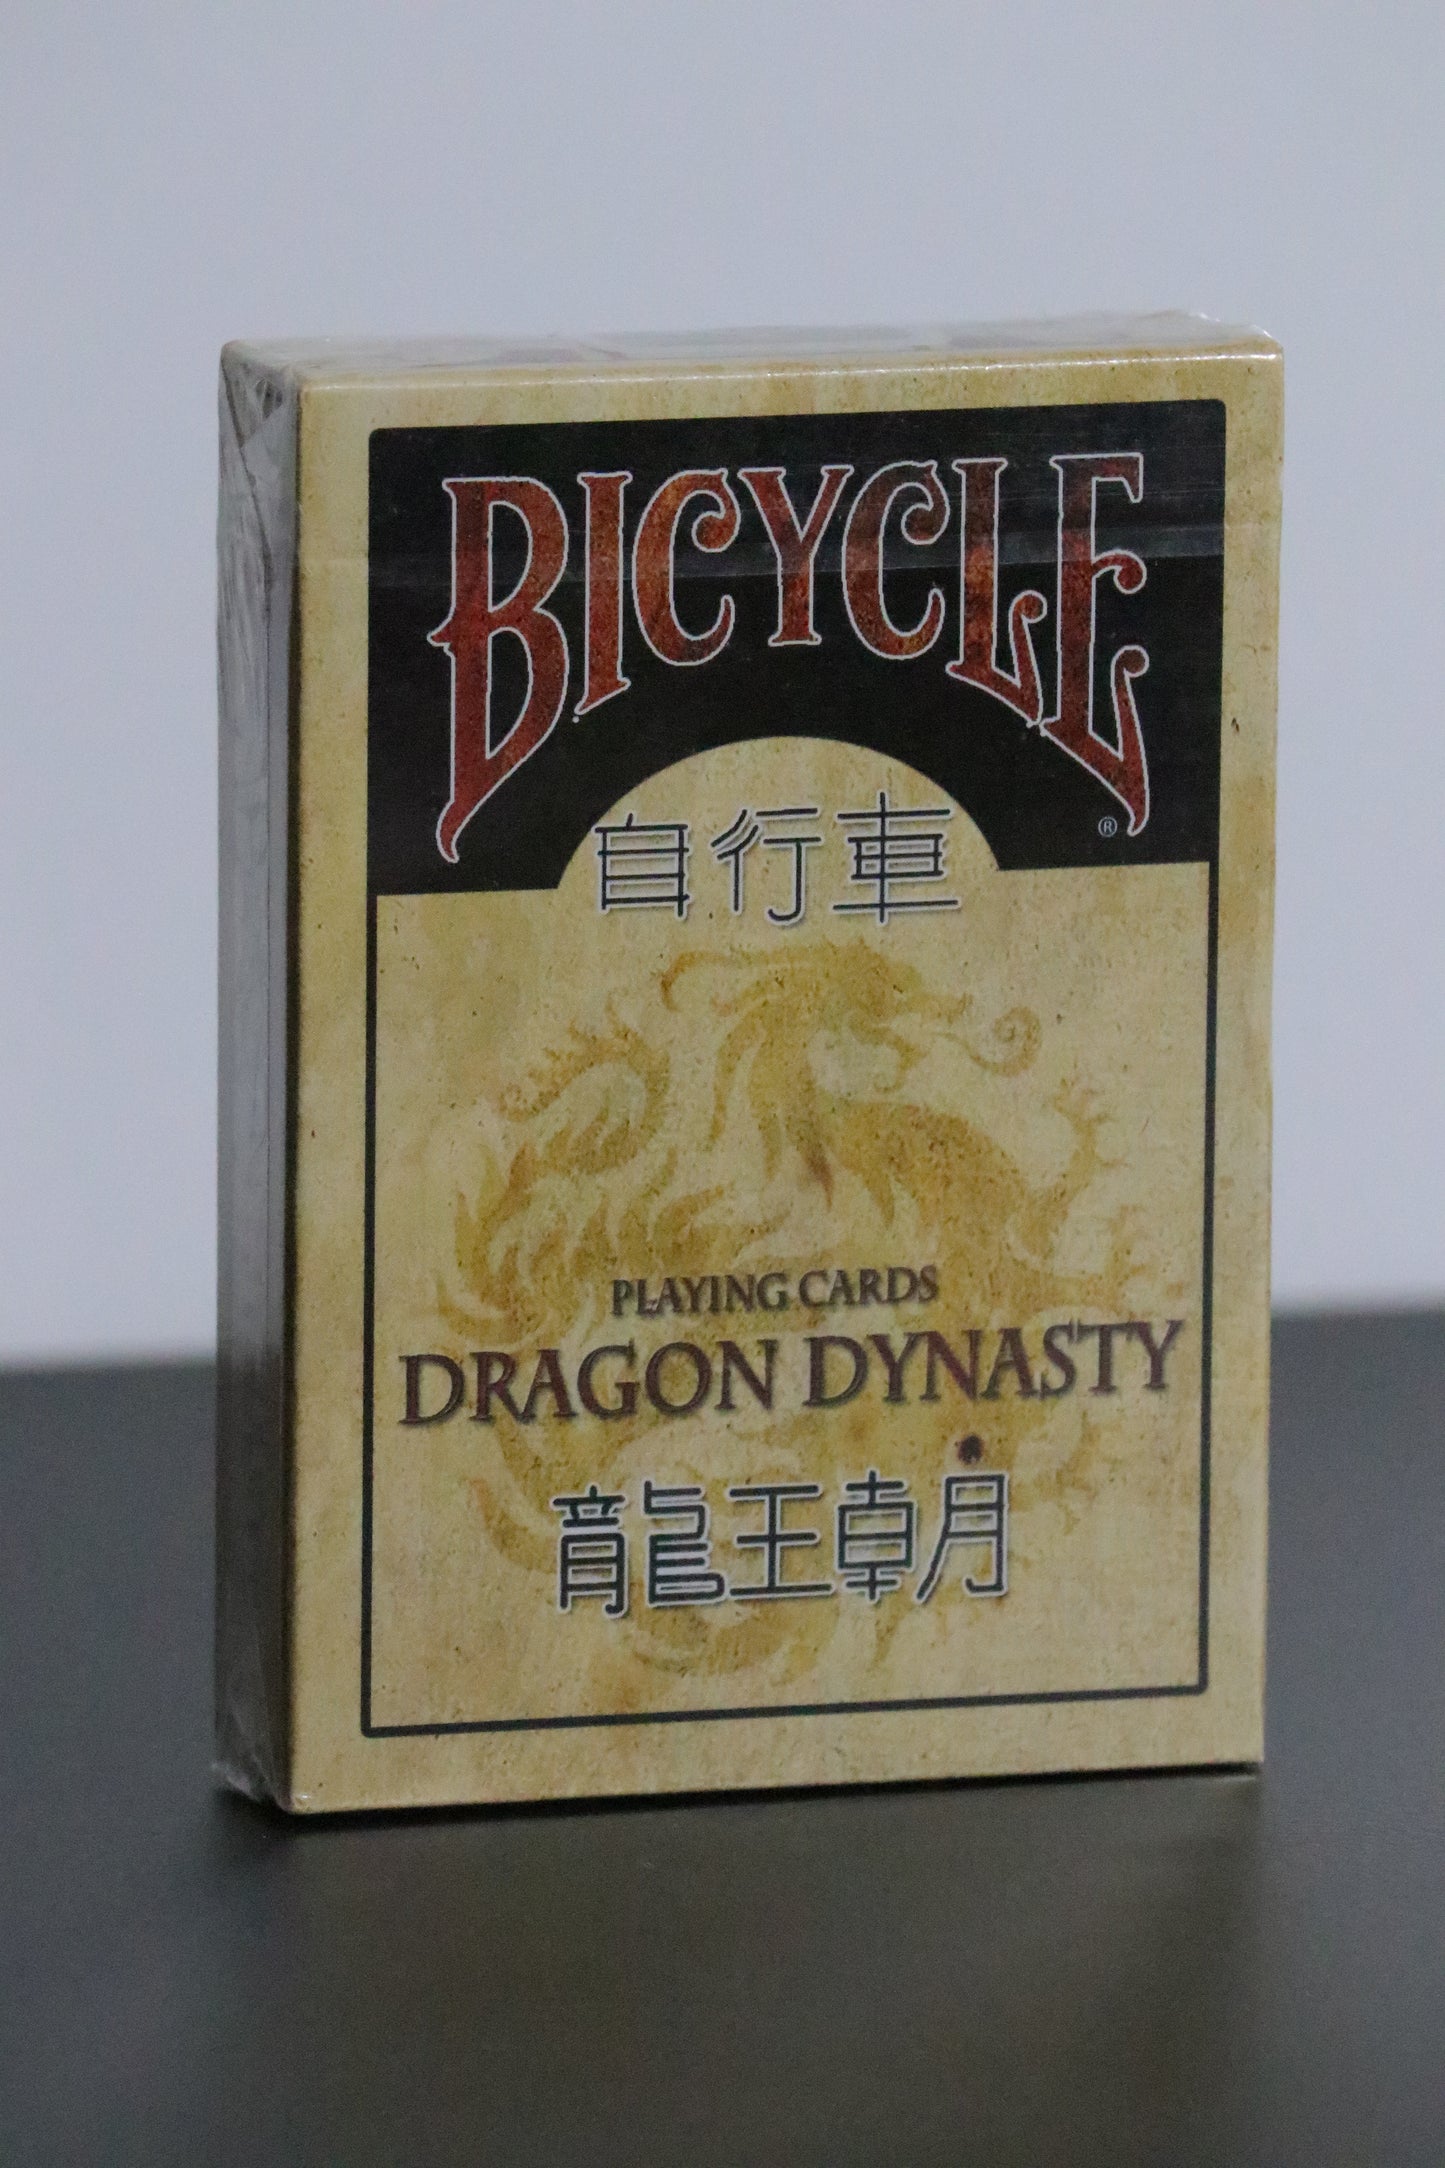 BICYCLE
®
自行車
PLAYING CARDS
DRAGON DYNASTY
龍王朝